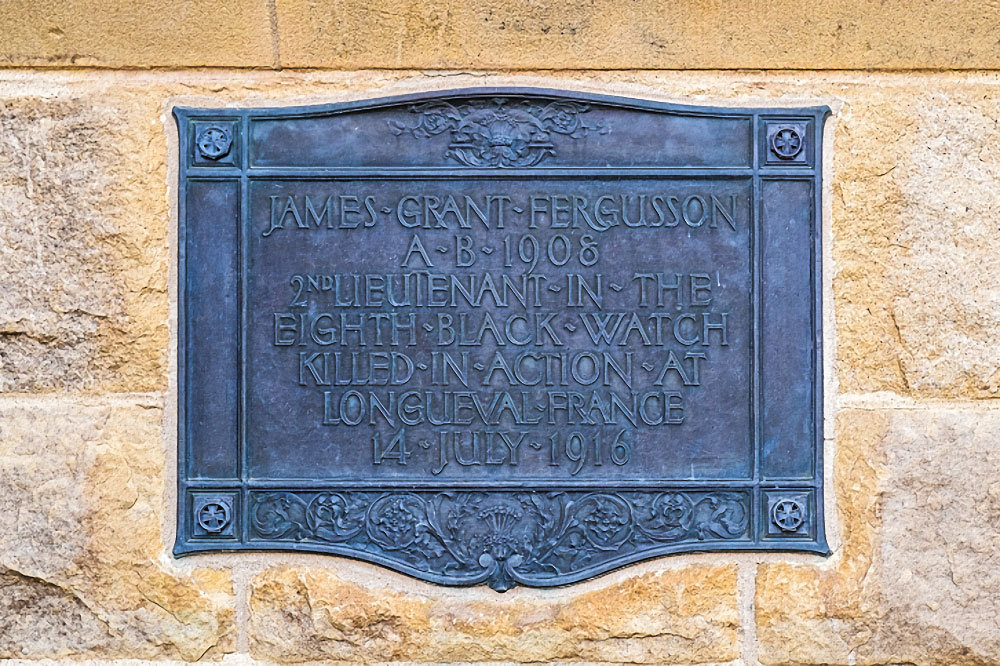 JAMES~GRANT~FERGUSSON
A~B~1908
2ND LIEUTENANT~IN~THE
EIGHTH~BLACK~WATCH
KILLED~IN~ACTION~AT
LONGUEVAL~FRANCE
14~JULY~1916